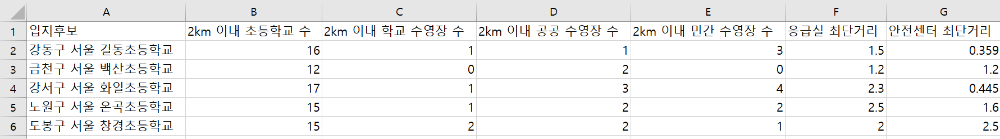 A B C D E F G
1 입지후보 2km 이내 초등학교 수 2km 이내 학교 수영장 수 2km 이내 공공 수영장 수 2km 이내 민간 수영장 수 응급실 최단거리 안전센터 최단거리
2 강동구 서울 길동초등학교 16 1 1 3 1.5 0.359
3 금천구 서울 백산초등학교 12 0 2 0 1.2 1.2
4 강서구 서울 화일초등학교 17 1 3 4 2.3 0.445
5 노원구 서울 온곡초등학교 15 1 2 2 2.5 1.6
6 도봉구 서울 창경초등학교 15 2 2 1 2 2.5